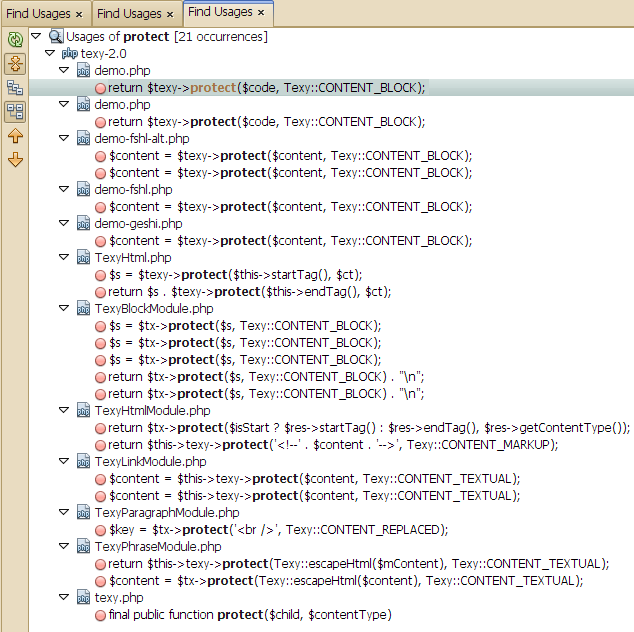 Find Usages × Find Usages × Find Usages ×
Usages of protect [21 occurrences]
php texy-2.0
demo.php
return $texy->protect($code, Texy::CONTENT_BLOCK);
demo.php
return $texy->protect($code, Texy::CONTENT_BLOCK);
demo-fshl-alt.php
$content = $texy->protect($content, Texy::CONTENT_BLOCK);
$content = $texy->protect($content, Texy::CONTENT_BLOCK);
demo-fshl.php
$content = $texy->protect($content, Texy::CONTENT_BLOCK);
demo-geshi.php
$content = $texy->protect($content, Texy::CONTENT_BLOCK);
TexyHtml.php
$s = $texy->protect($this->startTag(), $ct);
return $s . $texy->protect($this->endTag(), $ct);
TexyBlockModule.php
$s = $tx->protect($s, Texy::CONTENT_BLOCK);
$s = $tx->protect($s, Texy::CONTENT_BLOCK);
$s = $tx->protect($s, Texy::CONTENT_BLOCK);
return $tx->protect($s, Texy::CONTENT_BLOCK) . "\n";
return $tx->protect($s, Texy::CONTENT_BLOCK) . "\n";
TexyHtmlModule.php
return $tx->protect($isStart ? $res->startTag() : $res->endTag(), $res->getContentType());
return $this->texy->protect('<!--' . $content . '-->', Texy::CONTENT_MARKUP);
TexyLinkModule.php
$content = $this->texy->protect($content, Texy::CONTENT_TEXTUAL);
$content = $this->texy->protect($content, Texy::CONTENT_TEXTUAL);
TexyParagraphModule.php
$key = $tx->protect('<br />', Texy::CONTENT_REPLACED);
TexyPhraseModule.php
return $this->texy->protect(Texy::escapeHtml($mContent), Texy::CONTENT_TEXTUAL);
$content = $tx->protect(Texy::escapeHtml($content), Texy::CONTENT_TEXTUAL);
texy.php
final public function protect($child, $contentType)